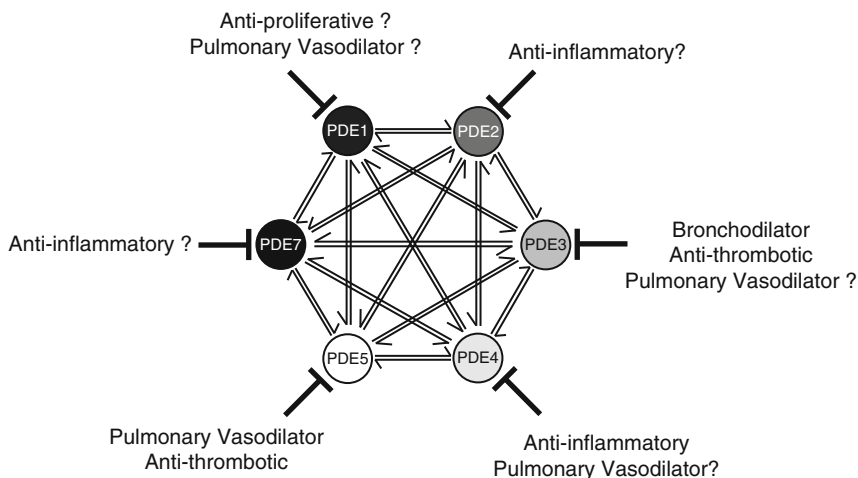 Anti-proliferative ?
Pulmonary Vasodilator ?
Anti-inflammatory?
PDE1
PDE2
Anti-inflammatory ?
PDE7
PDE3
Bronchodilator
Anti-thrombotic
Pulmonary Vasodilator ?
PDE5
PDE4
Pulmonary Vasodilator
Anti-thrombotic
Anti-inflammatory
Pulmonary Vasodilator?